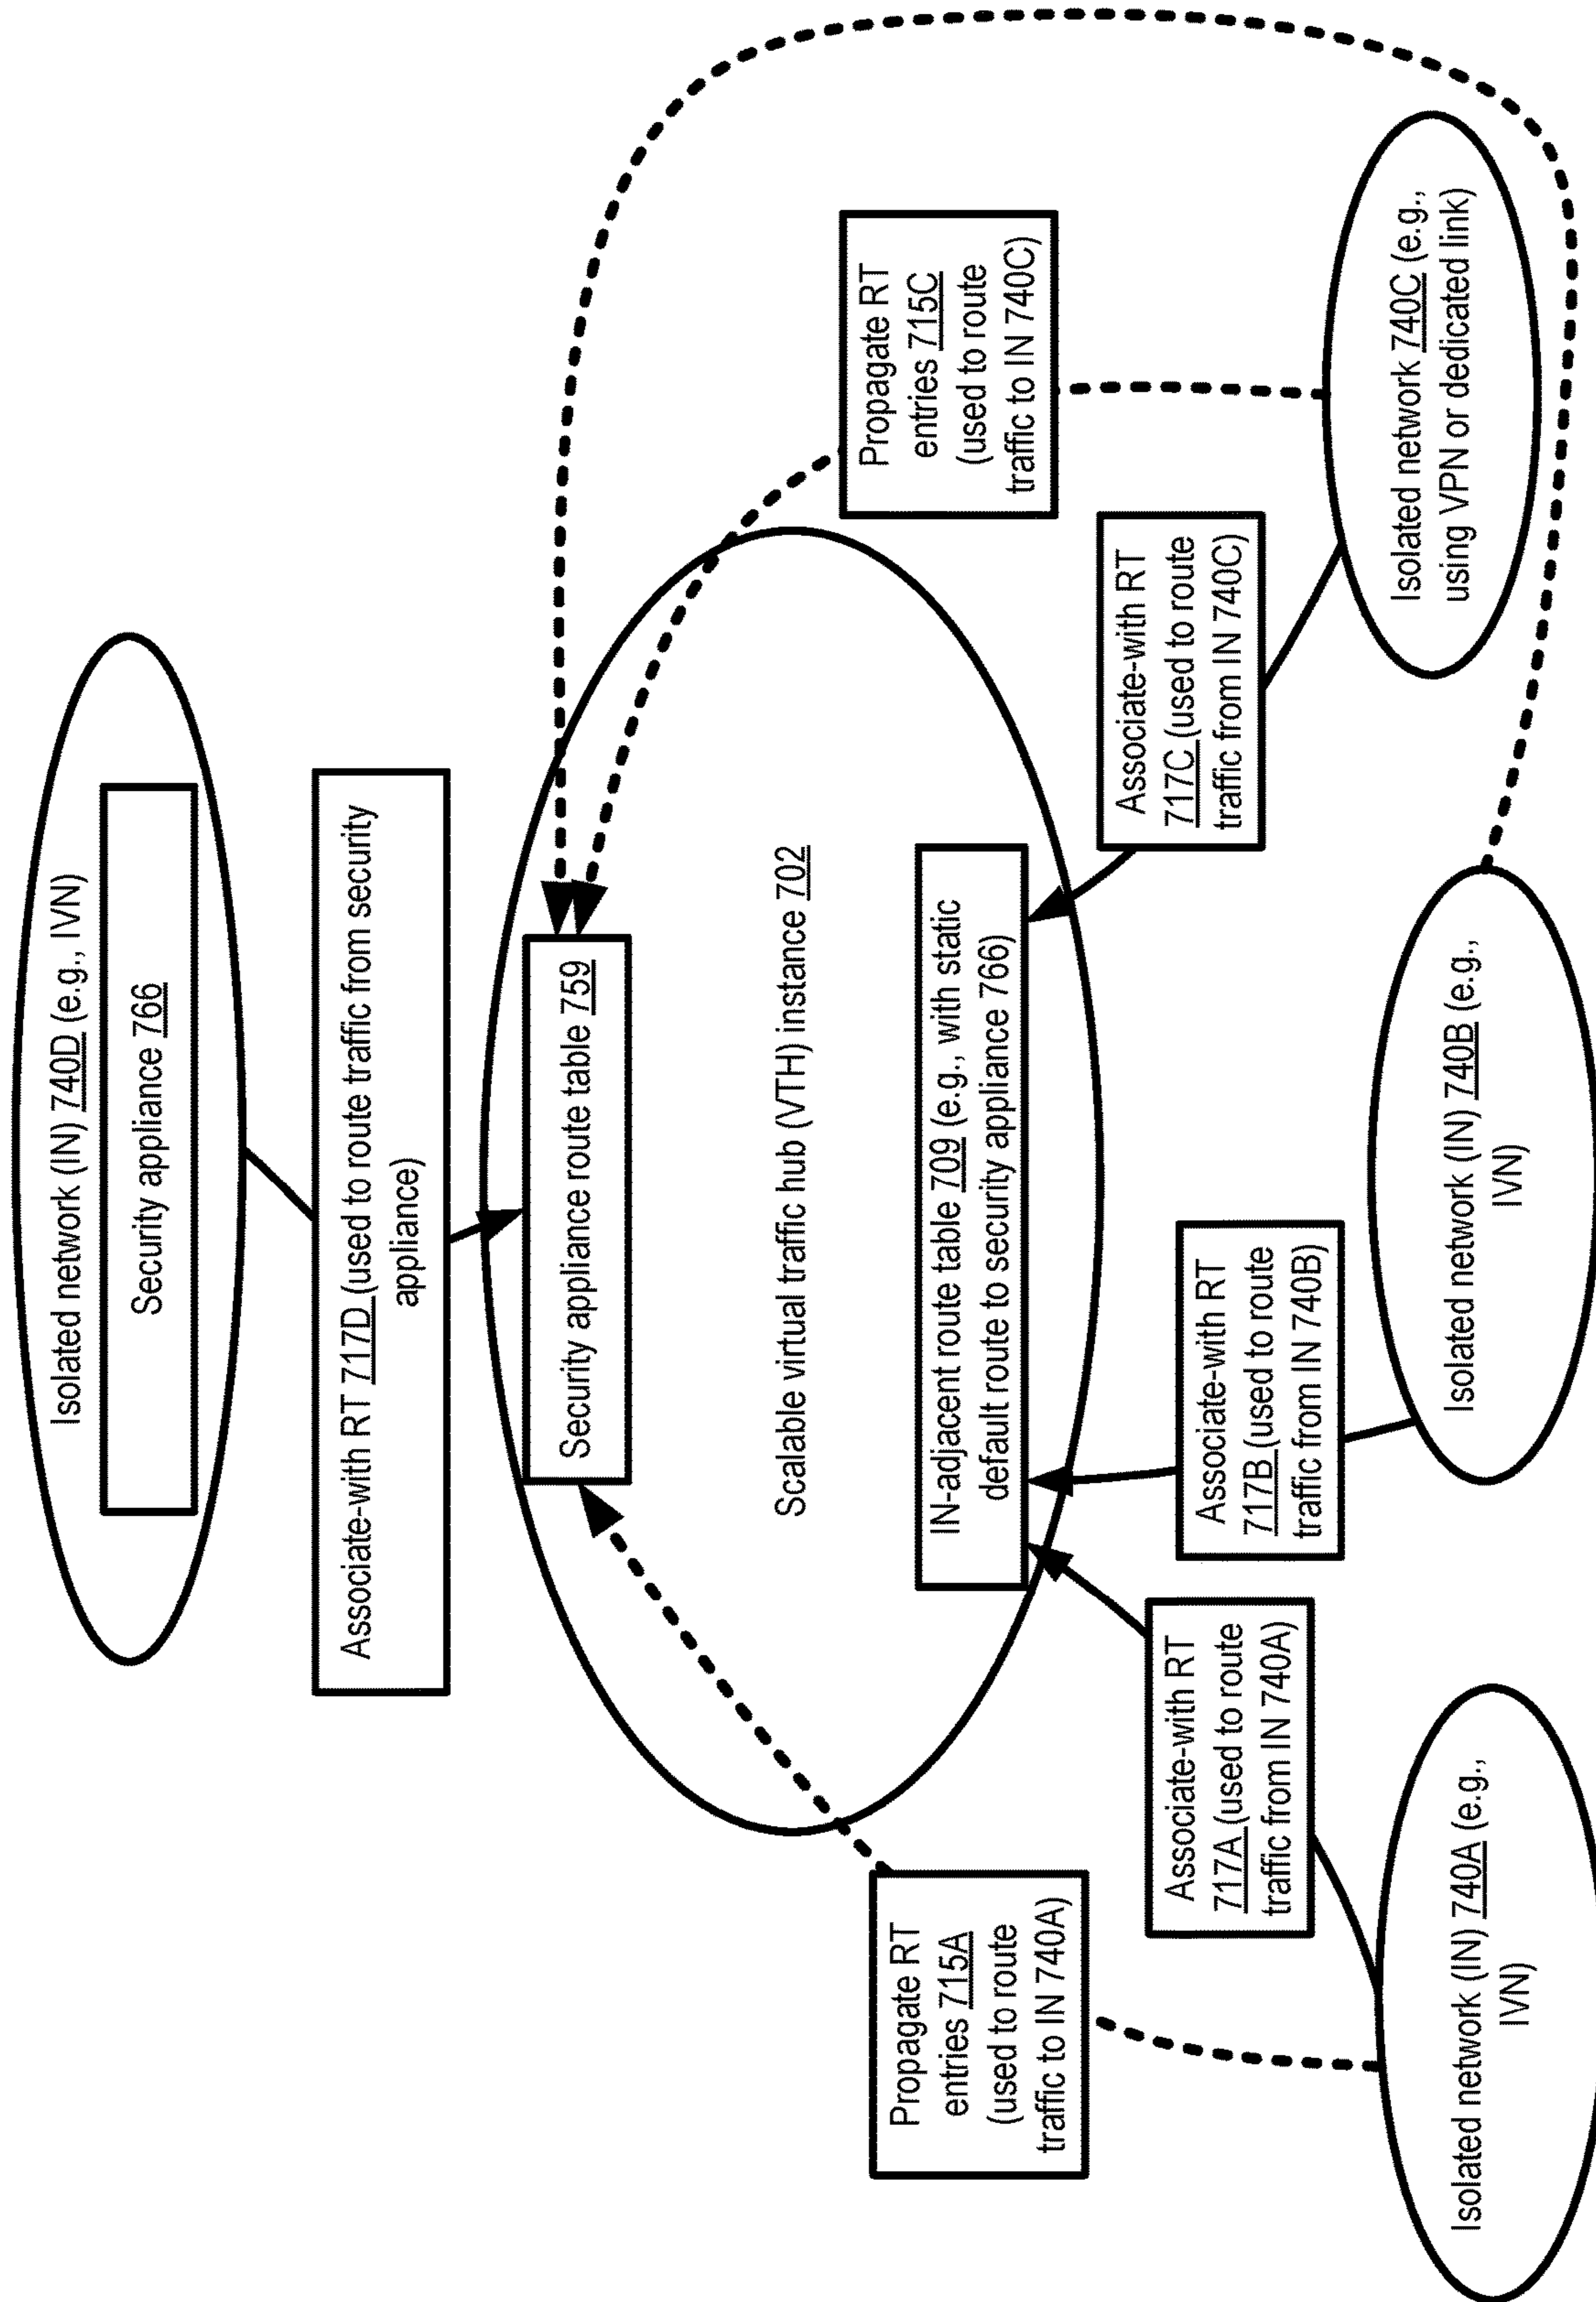 Isolated network (IN) 740D (e.g., IVN)
Security appliance 766
Associate-with RT 717D (used to route traffic from security
appliance)
Security appliance route table 759
Scalable virtual traffic hub (VTH) instance 702
IN-adjacent route table 709 (e.g., with static
default route to security appliance 766)
Propagate RT
entries 715A
(used to route
traffic to IN 740A)
Propagate RT
entries 715C
(used to route
traffic to IN 740C)
Associate-with RT
717A (used to route
traffic from IN 740A)
Associate-with RT
717B (used to route
traffic from IN 740B)
Associate-with RT
717C (used to route
traffic from IN 740C)
Isolated network (IN) 740A (e.g.,
IVN)
Isolated network (IN) 740B (e.g.,
IVN)
Isolated network 740C (e.g.,
using VPN or dedicated link)